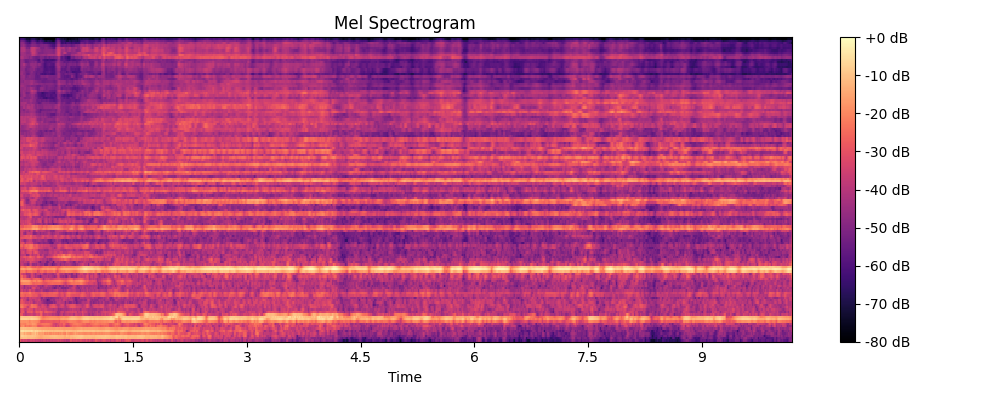 Mel Spectrogram
+0 dB
-10 dB
-20 dB
-30 dB
-40 dB
-50 dB
-60 dB
-70 dB
-80 dB
0 1.5 3 4.5 6 7.5 9
Time